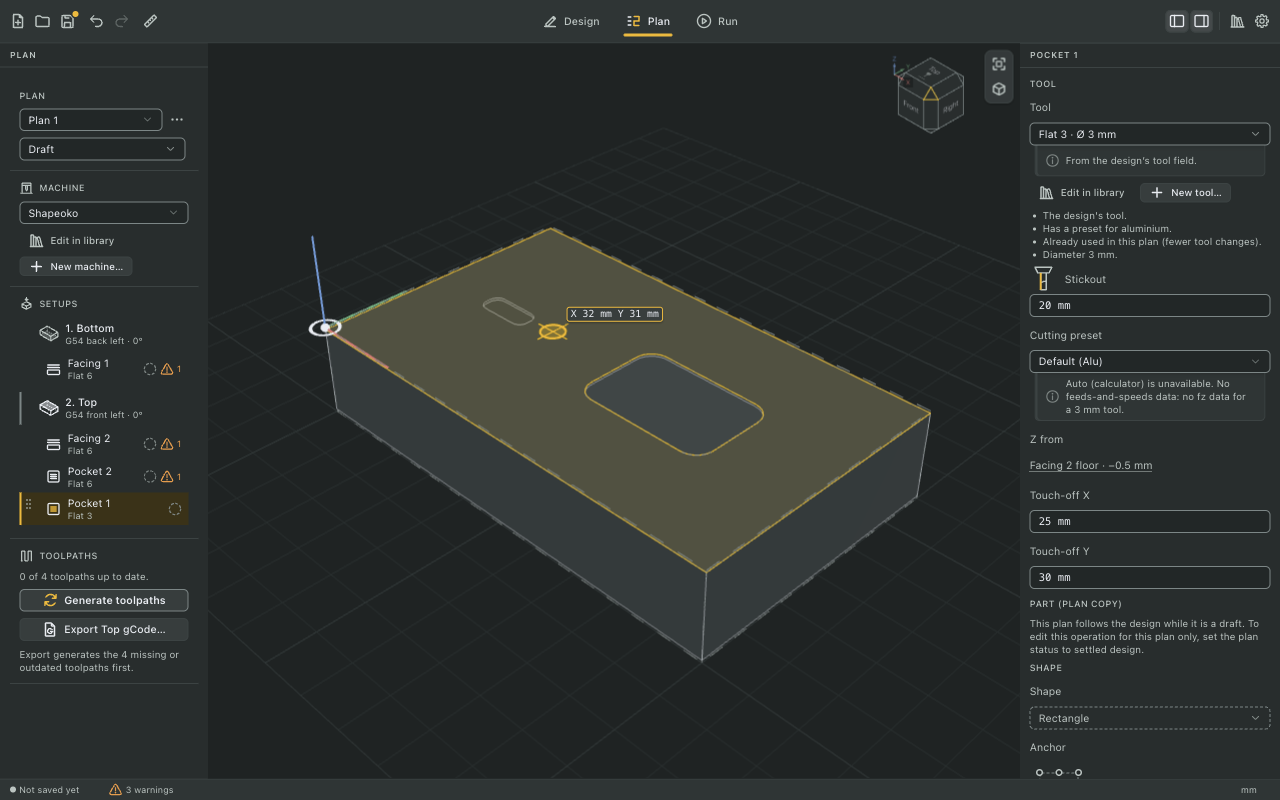 Design
Plan
Run
PLAN
PLAN
Plan 1
Draft
MACHINE
Shapeoko
Edit in library
New machine...
SETUPS
1. Bottom
G54 back left · 0°
Facing 1
Flat 6
1
2. Top
G54 front left · 0°
Facing 2
Flat 6
1
Pocket 2
Flat 6
1
Pocket 1
Flat 3
TOOLPATHS
0 of 4 toolpaths up to date.
Generate toolpaths
Export Top gCode...
Export generates the 4 missing or
outdated toolpaths first.
X 32 mm Y 31 mm
Top
Front
Right
Z
POCKET 1
TOOL
Tool
Flat 3 · Ø 3 mm
From the design's tool field.
Edit in library
New tool...
• The design's tool.
• Has a preset for aluminium.
• Already used in this plan (fewer tool changes).
• Diameter 3 mm.
Stickout
20 mm
Cutting preset
Default (Alu)
Auto (calculator) is unavailable. No
feeds-and-speeds data: no fz data for
a 3 mm tool.
Z from
Facing 2 floor · −0.5 mm
Touch-off X
25 mm
Touch-off Y
30 mm
PART (PLAN COPY)
This plan follows the design while it is a draft. To
edit this operation for this plan only, set the plan
status to settled design.
SHAPE
Shape
Rectangle
Anchor
Not saved yet
3 warnings
mm